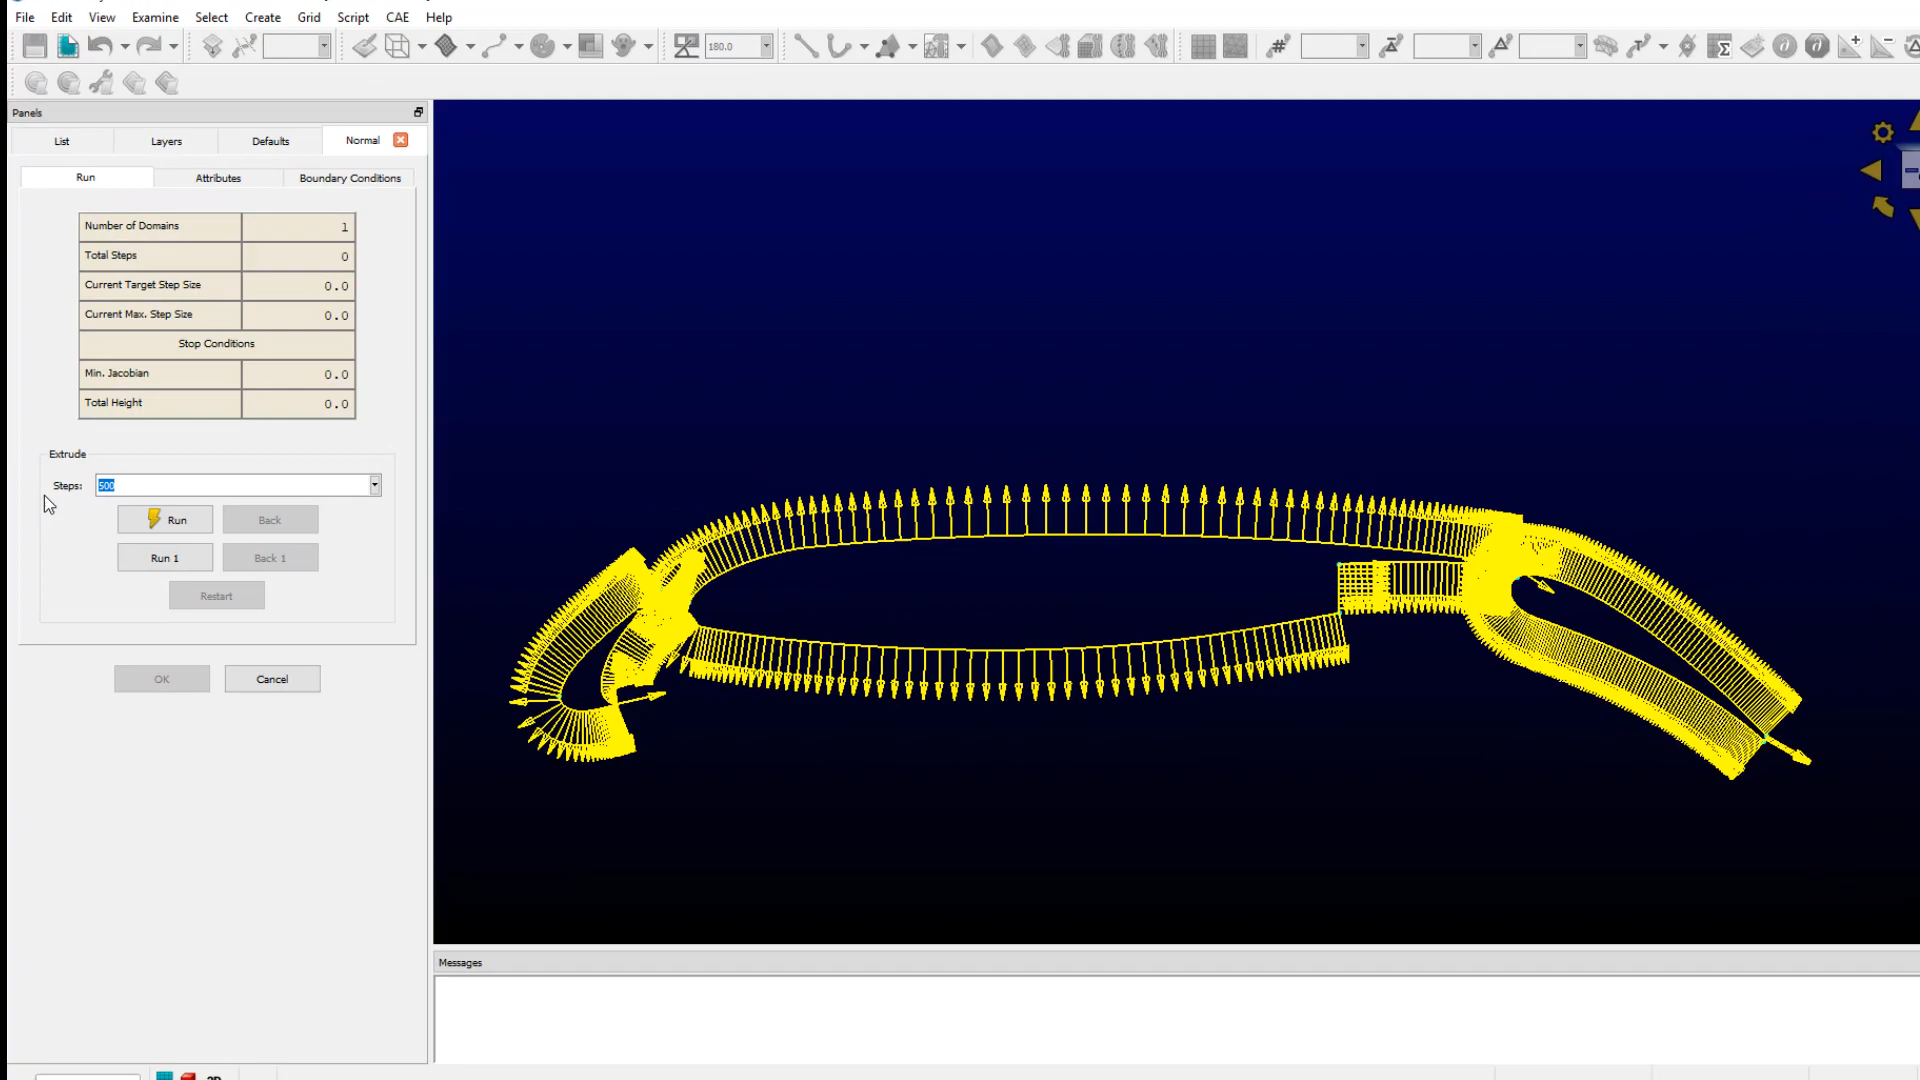 File Edit View Examine Select Create Grid Script CAE Help
180.0
Panels
List Layers Defaults Normal
Run Attributes Boundary Conditions
Number of Domains 1
Total Steps 0
Current Target Step Size 0.0
Current Max. Step Size 0.0
Stop Conditions
Min. Jacobian 0.0
Total Height 0.0
Extrude
Steps: 500
Run Back
Run 1 Back 1
Restart
OK Cancel
Messages